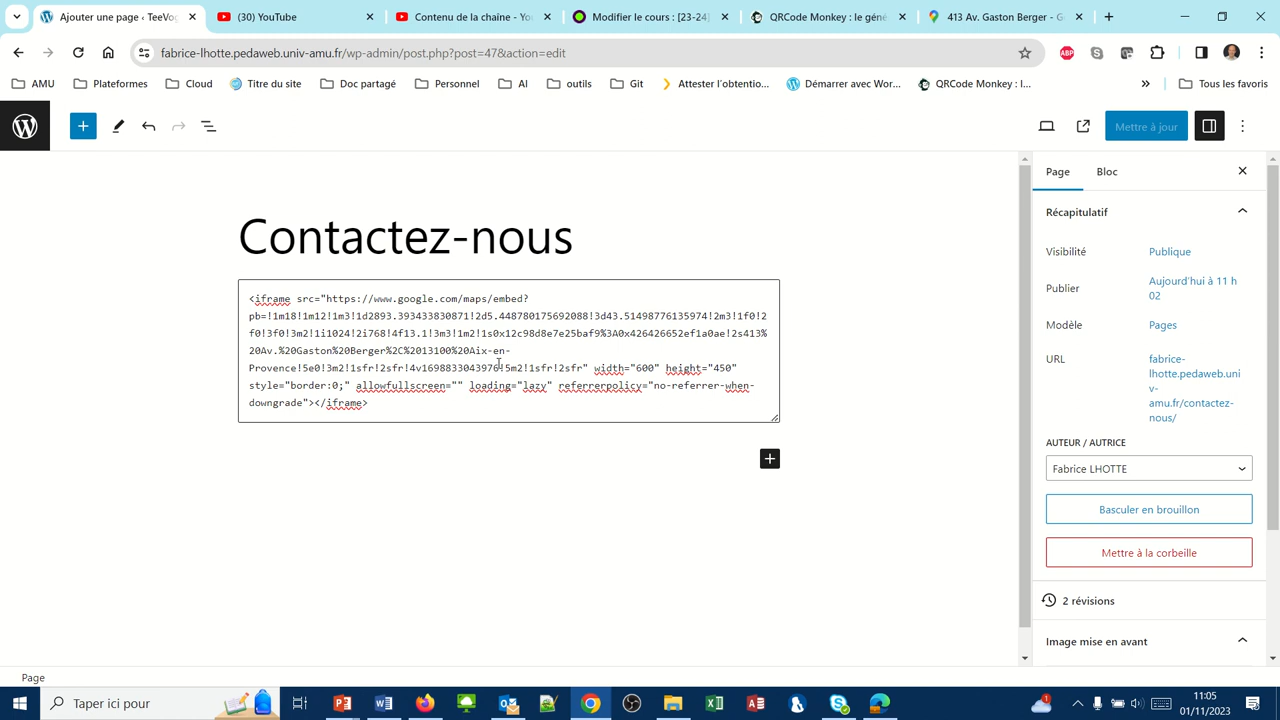 Ajouter une page ‹ TeeVog
(30) YouTube
Contenu de la chaîne - Yo
Modifier le cours : [23-24]
QRCode Monkey : le géné
413 Av. Gaston Berger - G
fabrice-lhotte.pedaweb.univ-amu.fr/wp-admin/post.php?post=47&action=edit
AMU
Plateformes
Cloud
Titre du site
Doc partagé
Personnel
AI
outils
Git
Attester l'obtention...
Démarrer avec Wor...
QRCode Monkey : l...
»
Tous les favoris
Mettre à jour
Page
Bloc
Récapitulatif
Visibilité
Publique
Publier
Aujourd'hui à 11 h
02
Modèle
Pages
URL
fabrice-
lhotte.pedaweb.uni
v-
amu.fr/contactez-
nous/
AUTEUR / AUTRICE
Fabrice LHOTTE
Basculer en brouillon
Mettre à la corbeille
2 révisions
Image mise en avant
Contactez-nous
<iframe src="https://www.google.com/maps/embed?
pb=!1m18!1m12!1m3!1d2893.393433830871!2d5.448780175692088!3d43.51498776135974!2m3!1f0!2
f0!3f0!3m2!1i1024!2i768!4f13.1!3m3!1m2!1s0x12c98d8e7e25baf9%3A0x426426652ef1a0ae!2s413%
20Av.%20Gaston%20Berger%2C%2013100%20Aix-en-
Provence!5e0!3m2!1sfr!2sfr!4v1698833043976!5m2!1sfr!2sfr" width="600" height="450"
style="border:0;" allowfullscreen="" loading="lazy" referrerpolicy="no-referrer-when-
downgrade"></iframe>
Page
Taper ici pour
11:05
01/11/2023